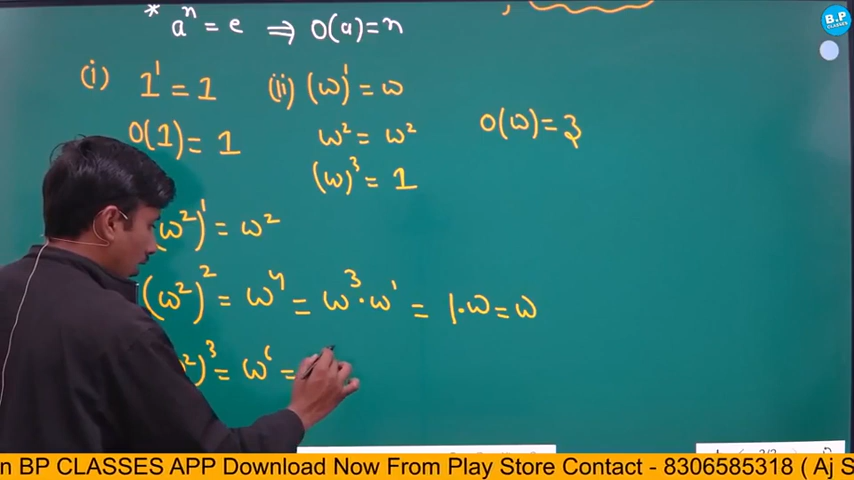 * aⁿ = e ⇒ O(a) = n
B.P
CLASSES
(i) 1¹ = 1 (ii) (ω)¹ = ω
O(1) = 1 ω² = ω² O(ω) = 3
(ω)³ = 1
(ω²)¹ = ω²
(ω²)² = ω⁴ = ω³·ω¹ = 1·ω = ω
²)³ = ω⁶ =
n BP CLASSES APP Download Now From Play Store Contact - 8306585318 ( Aj S